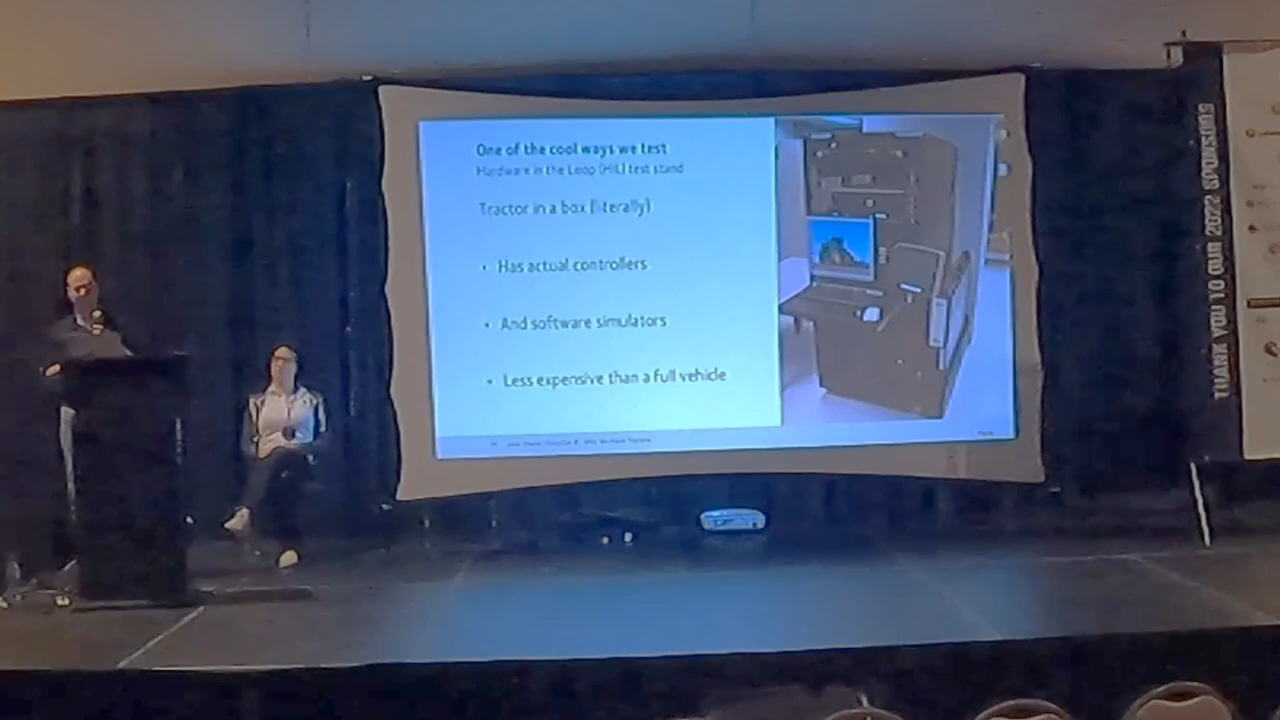 One of the cool ways we test
Hardware in the Loop (HIL) test stand
Tractor in a box (literally)
• Has actual controllers
• And software simulators
• Less expensive than a full vehicle
THANK YOU TO OUR 2022 SPONSORS